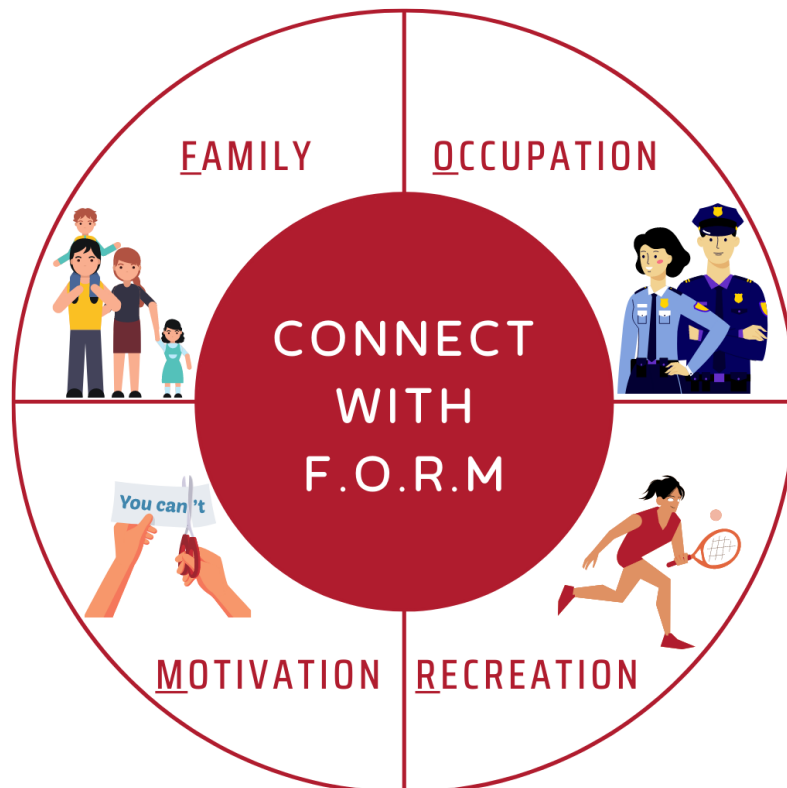 FAMILY
OCCUPATION
CONNECT
WITH
F.O.R.M
You can't
MOTIVATION
RECREATION